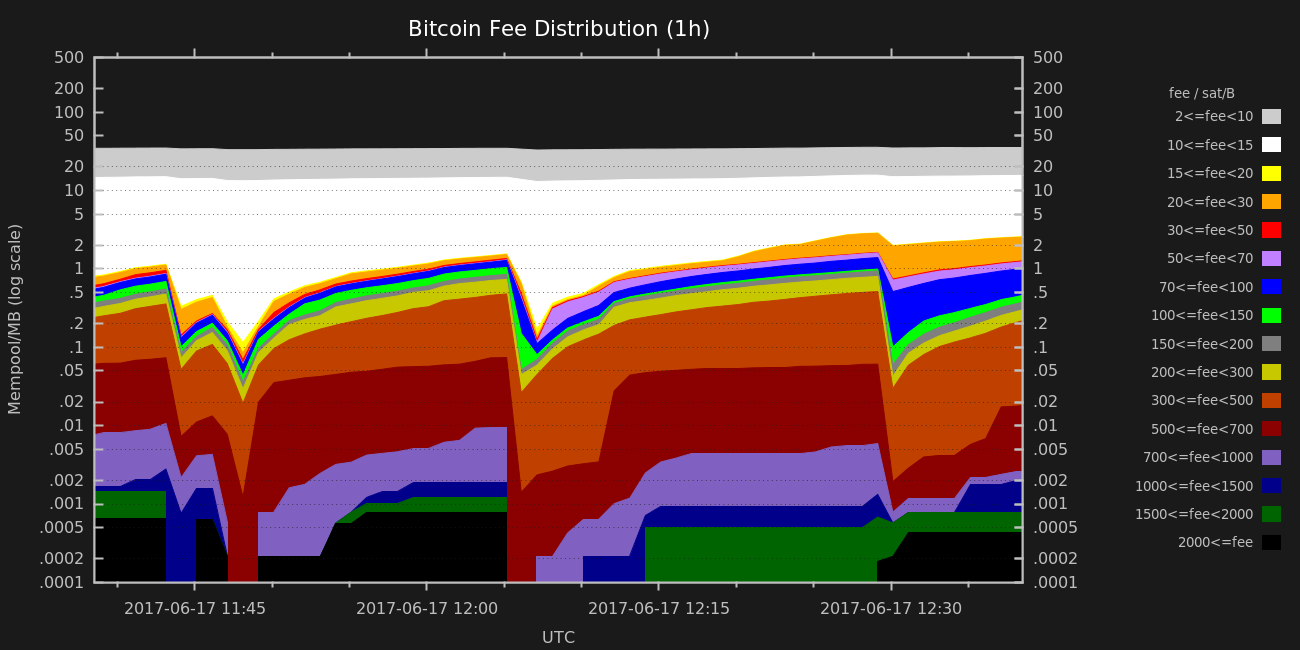 Bitcoin Fee Distribution (1h)
500 500
200 200
100 100
50 50
20 20
10 10
5 5
2 2
1 1
.5 .5
.2 .2
.1 .1
.05 .05
.02 .02
.01 .01
.005 .005
.002 .002
.001 .001
.0005 .0005
.0002 .0002
.0001 .0001
Mempool/MB (log scale)
2017-06-17 11:45 2017-06-17 12:00 2017-06-17 12:15 2017-06-17 12:30
UTC
fee / sat/B
2<=fee<10
10<=fee<15
15<=fee<20
20<=fee<30
30<=fee<50
50<=fee<70
70<=fee<100
100<=fee<150
150<=fee<200
200<=fee<300
300<=fee<500
500<=fee<700
700<=fee<1000
1000<=fee<1500
1500<=fee<2000
2000<=fee